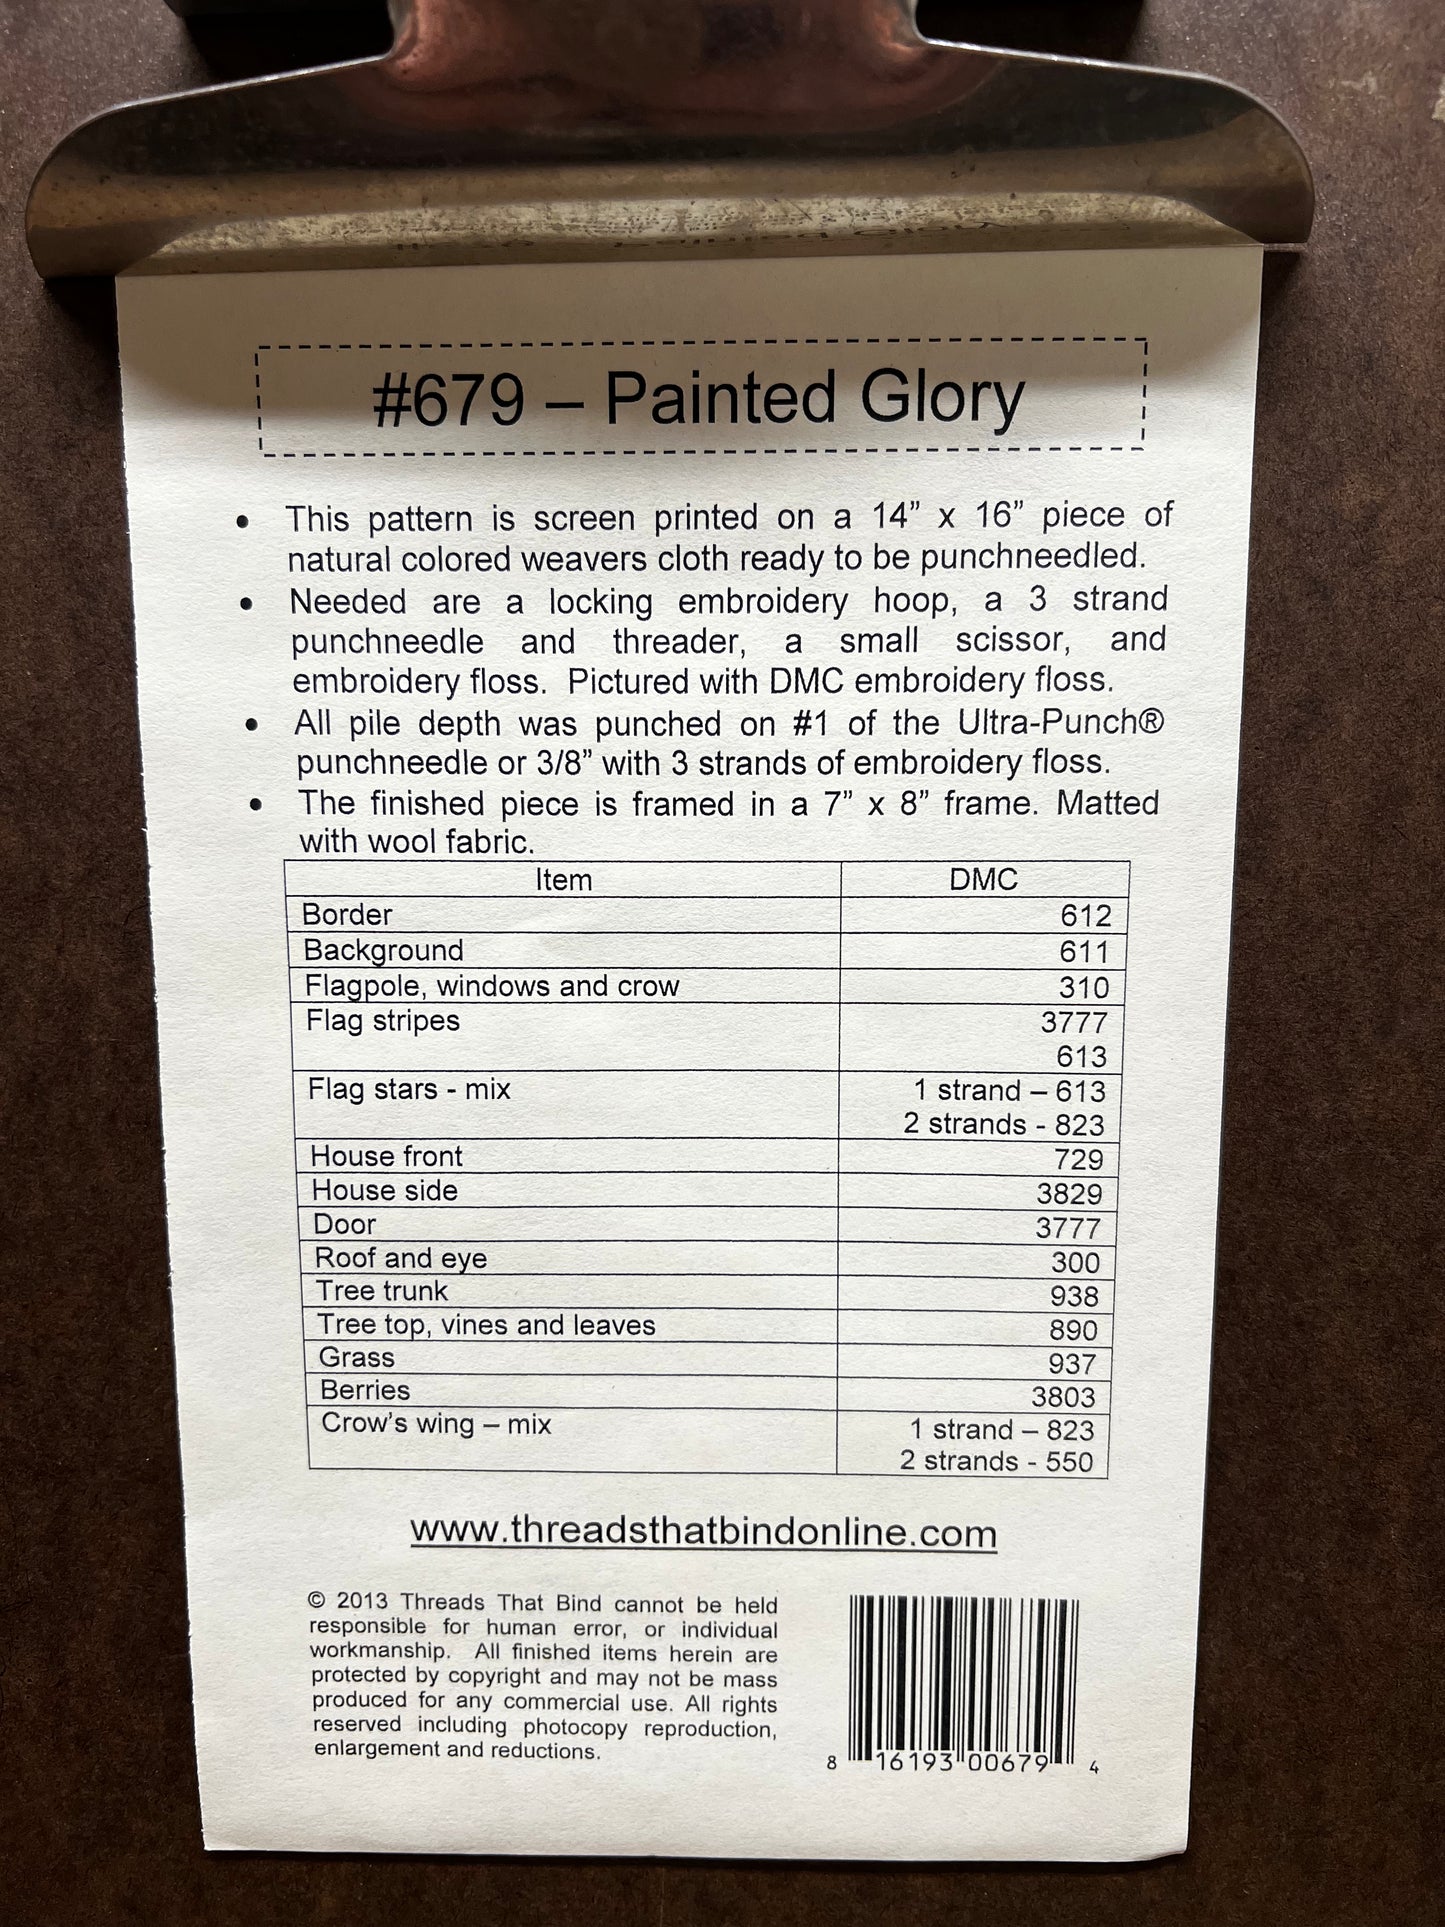 #679 – Painted Glory
• This pattern is screen printed on a 14” x 16” piece of
natural colored weavers cloth ready to be punchneedled.
• Needed are a locking embroidery hoop, a 3 strand
punchneedle and threader, a small scissor, and
embroidery floss. Pictured with DMC embroidery floss.
• All pile depth was punched on #1 of the Ultra-Punch®
punchneedle or 3/8” with 3 strands of embroidery floss.
• The finished piece is framed in a 7” x 8” frame. Matted
with wool fabric.
Item DMC
Border 612
Background 611
Flagpole, windows and crow 310
Flag stripes 3777
613
Flag stars - mix 1 strand – 613
2 strands - 823
House front 729
House side 3829
Door 3777
Roof and eye 300
Tree trunk 938
Tree top, vines and leaves 890
Grass 937
Berries 3803
Crow’s wing – mix 1 strand – 823
2 strands - 550
www.threadsthatbindonline.com
© 2013 Threads That Bind cannot be held
responsible for human error, or individual
workmanship. All finished items herein are
protected by copyright and may not be mass
produced for any commercial use. All rights
reserved including photocopy reproduction,
enlargement and reductions.
8 16193 00679 4